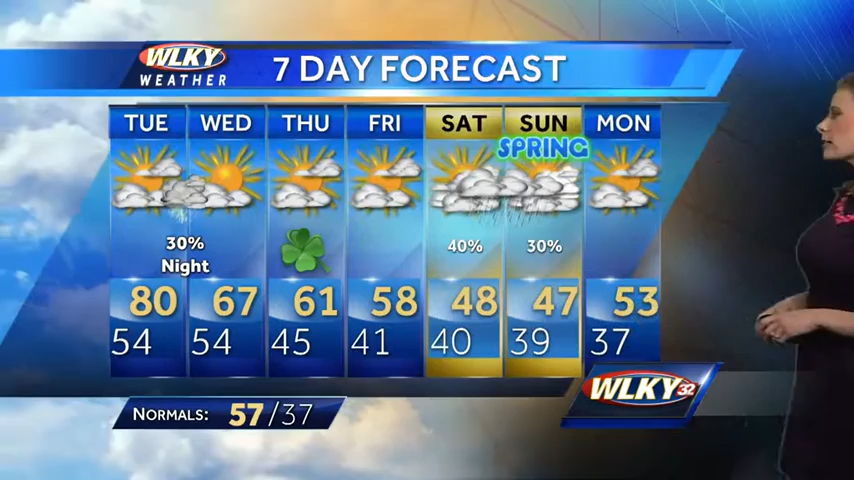 WLKY
WEATHER
7 DAY FORECAST
TUE WED THU FRI SAT SUN MON
SPRING
30%
Night
40% 30%
80 67 61 58 48 47 53
54 54 45 41 40 39 37
WLKY 32
NORMALS: 57/37